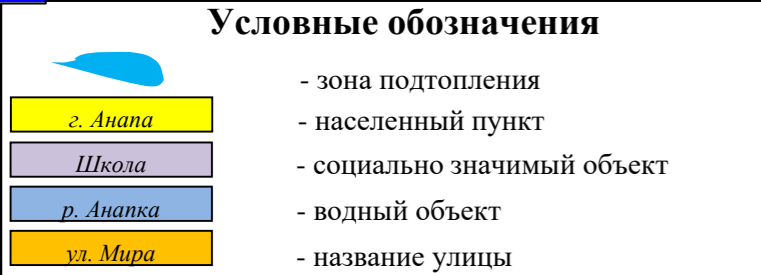 Условные обозначения
- зона подтопления
г. Анапа - населенный пункт
Школа - социально значимый объект
р. Анапка - водный объект
ул. Мира - название улицы